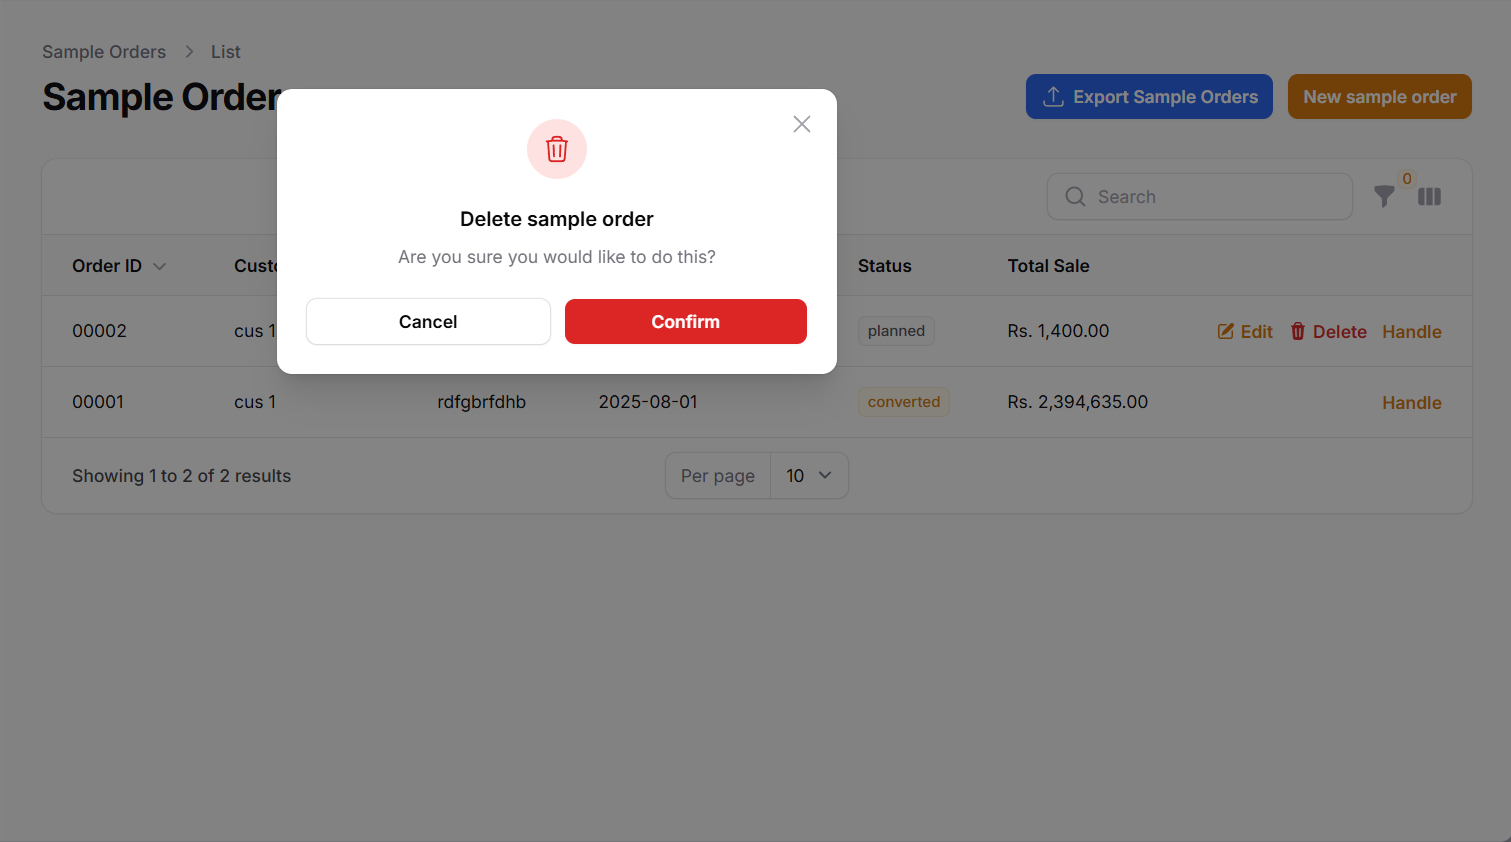 Sample Orders > List
Sample Order
Export Sample Orders
New sample order
Delete sample order
Are you sure you would like to do this?
Cancel
Confirm
Search
0
Order ID Custo Status Total Sale
00002 cus 1 planned Rs. 1,400.00 Edit Delete Handle
00001 cus 1 rdfgbrfdhb 2025-08-01 converted Rs. 2,394,635.00 Handle
Showing 1 to 2 of 2 results Per page 10